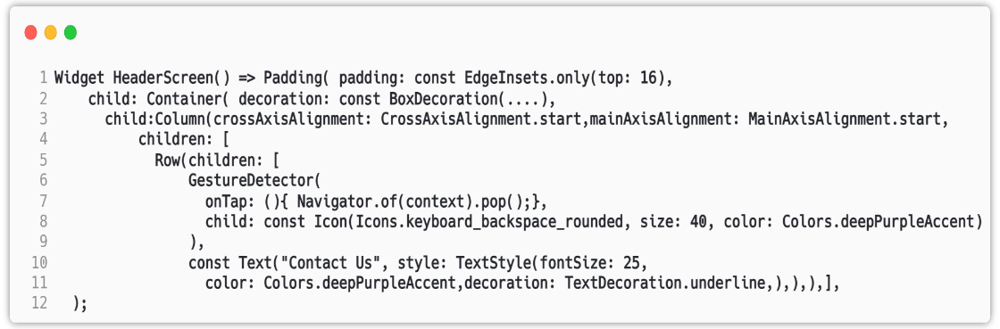 1 Widget HeaderScreen() => Padding( padding: const EdgeInsets.only(top: 16),
2 child: Container( decoration: const BoxDecoration(....),
3 child:Column(crossAxisAlignment: CrossAxisAlignment.start,mainAxisAlignment: MainAxisAlignment.start,
4 children: [
5 Row(children: [
6 GestureDetector(
7 onTap: (){ Navigator.of(context).pop();},
8 child: const Icon(Icons.keyboard_backspace_rounded, size: 40, color: Colors.deepPurpleAccent)
9 ),
10 const Text("Contact Us", style: TextStyle(fontSize: 25,
11 color: Colors.deepPurpleAccent,decoration: TextDecoration.underline,),),),],
12 );